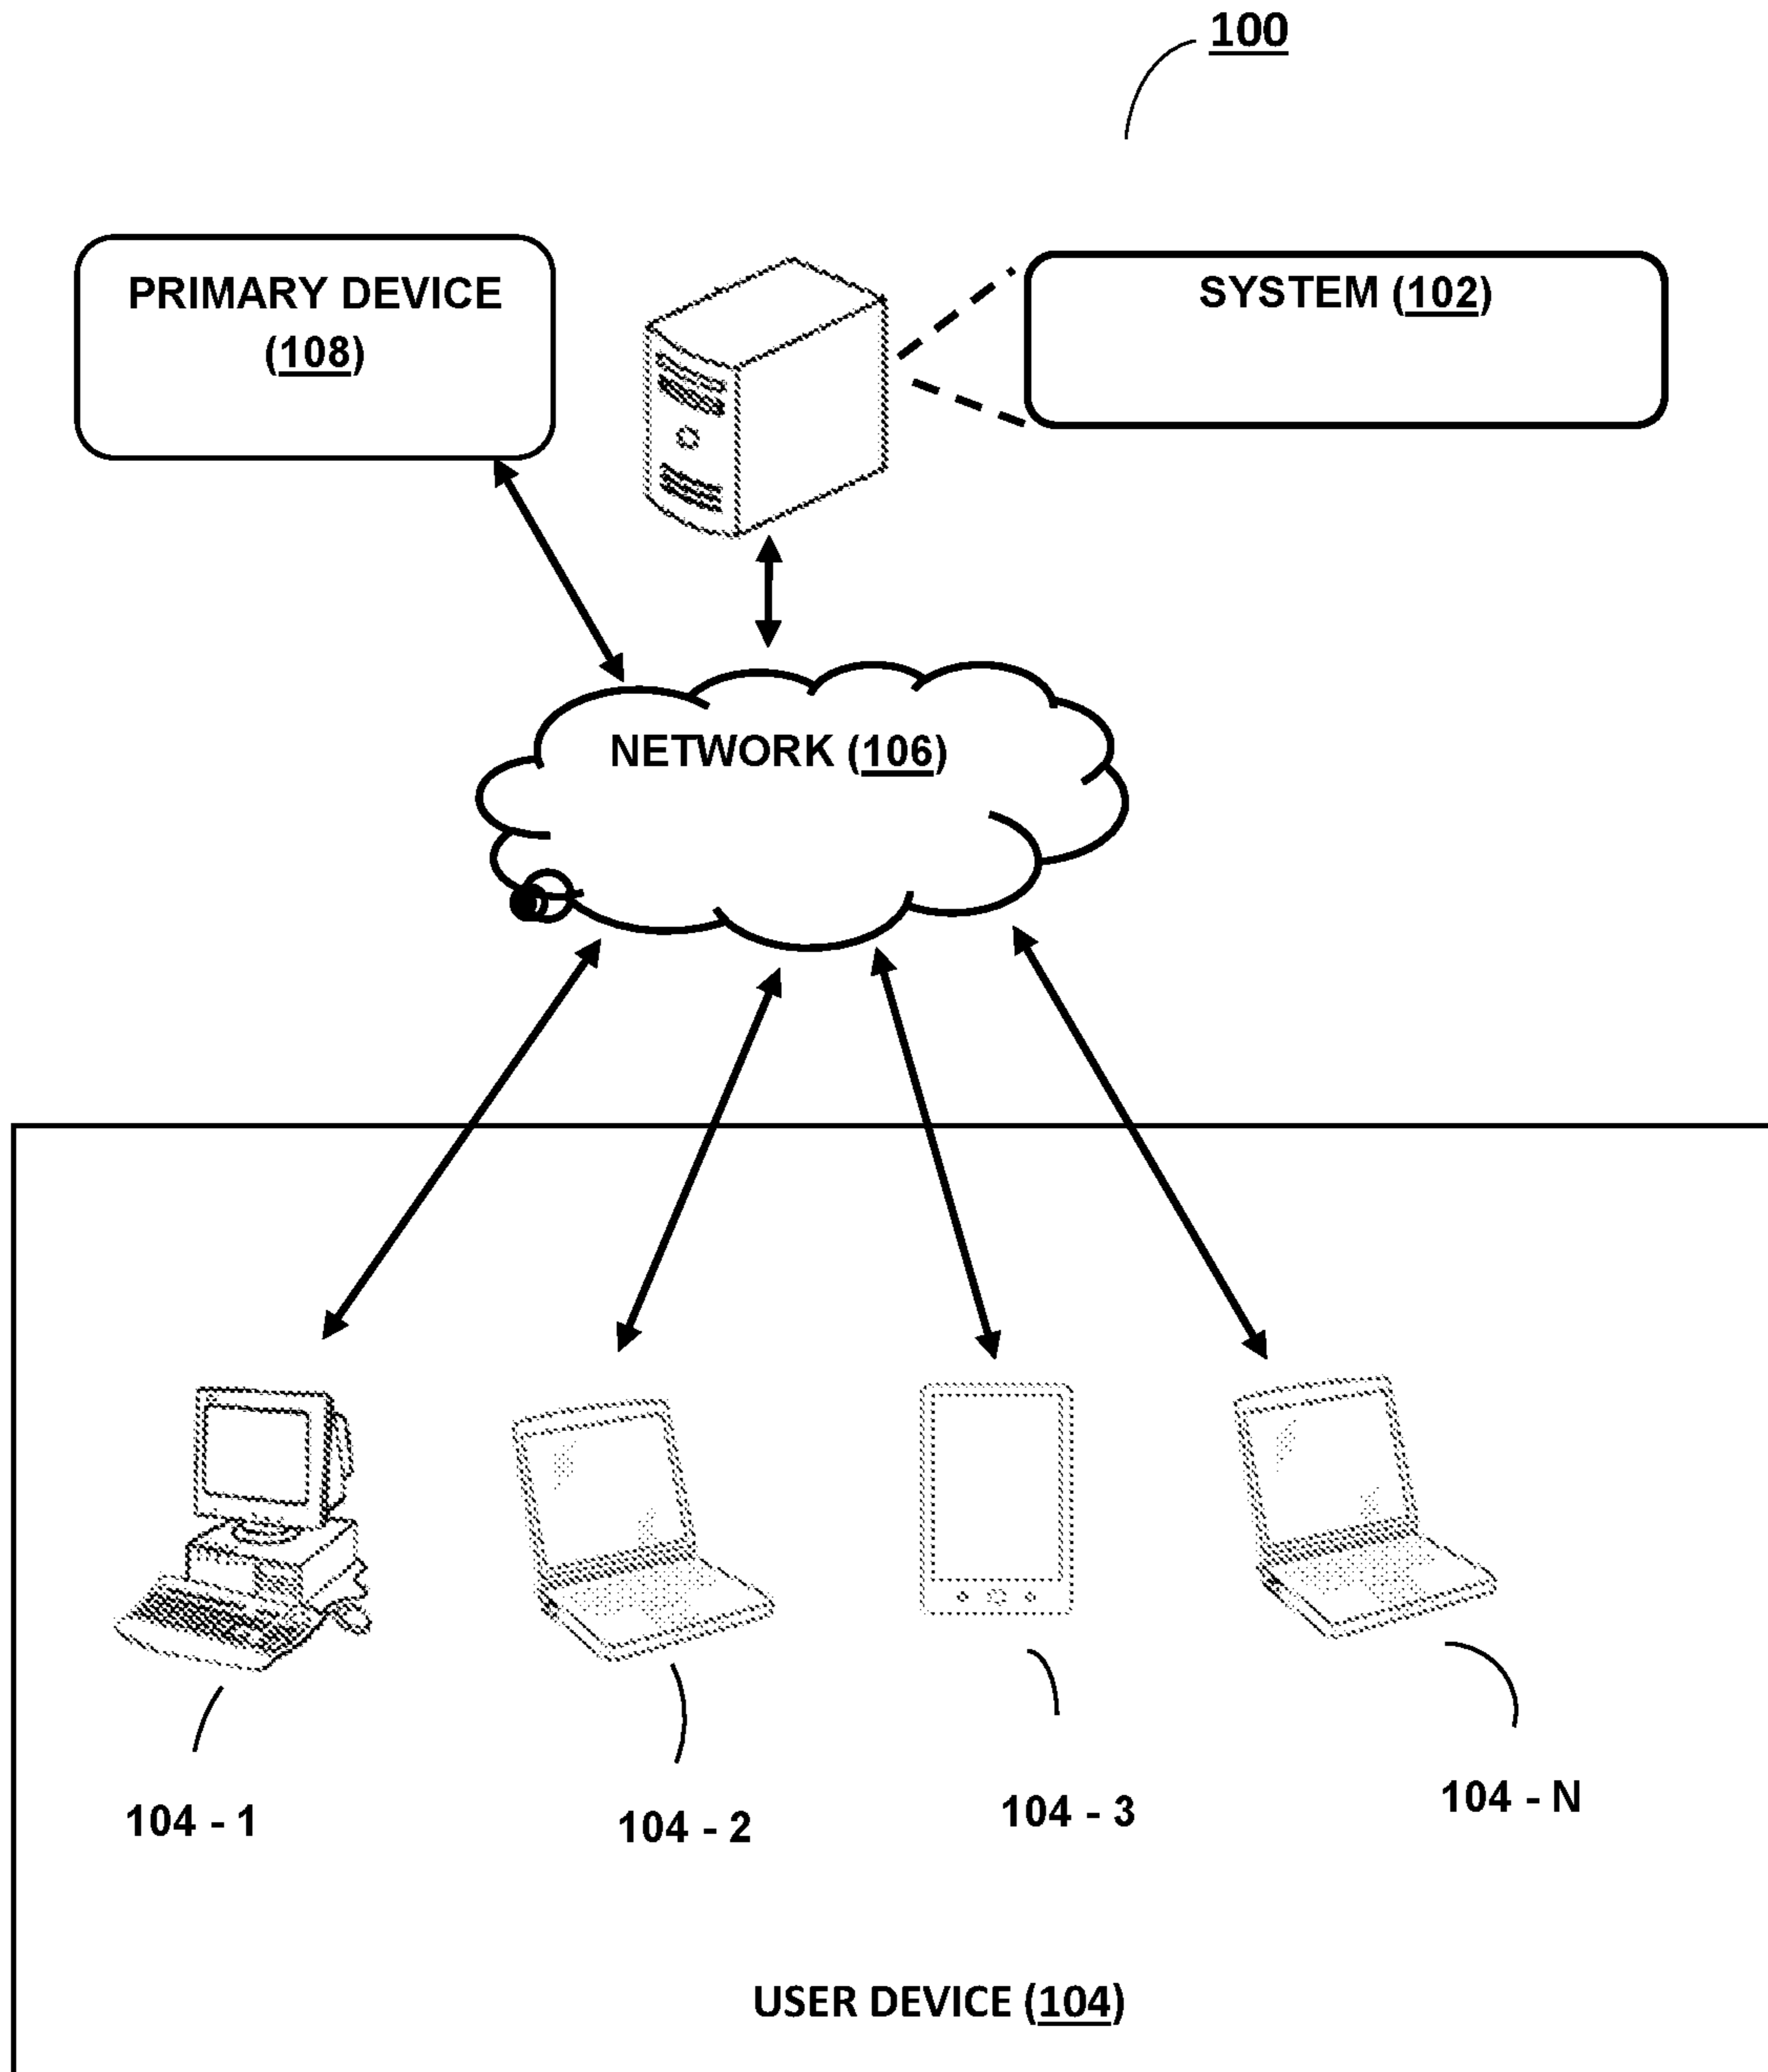 100
PRIMARY DEVICE
(108)
SYSTEM (102)
NETWORK (106)
104 - 1
104 - 2
104 - 3
104 - N
USER DEVICE (104)